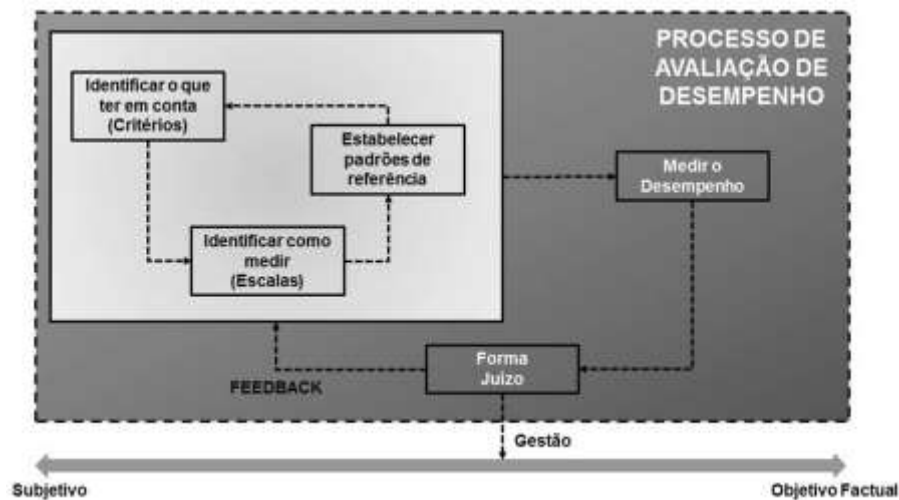 PROCESSO DE
AVALIAÇÃO DE
DESEMPENHO
Identificar o que
ter em conta
(Critérios)
Estabelecer
padrões de
referência
Medir o
Desempenho
Identificar como
medir
(Escalas)
Forma
Juízo
FEEDBACK
Gestão
Subjetivo
Objetivo Factual